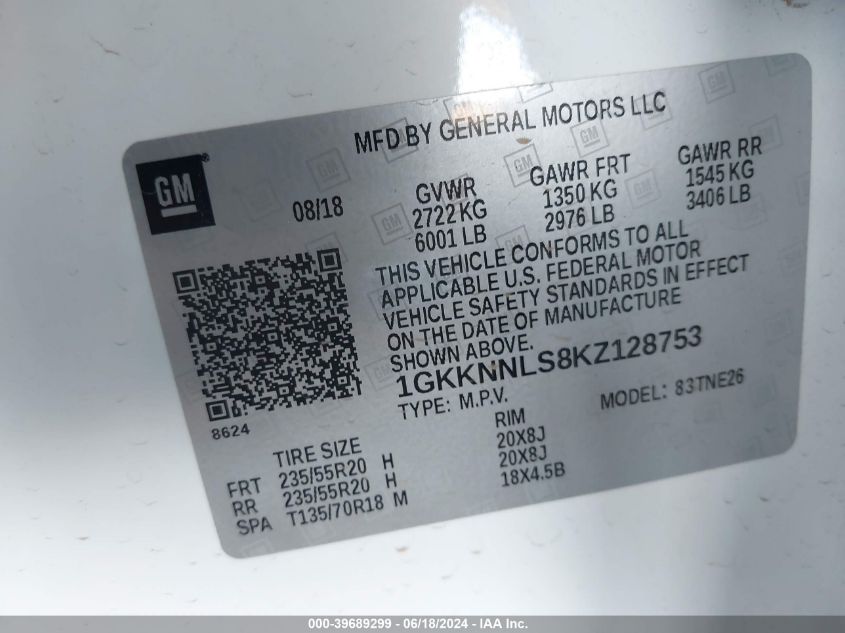 MFD BY GENERAL MOTORS LLC
GM
08/18
GVWR
2722 KG
6001 LB
GAWR FRT
1350 KG
2976 LB
GAWR RR
1545 KG
3406 LB
THIS VEHICLE CONFORMS TO ALL
APPLICABLE U.S. FEDERAL MOTOR
VEHICLE SAFETY STANDARDS IN EFFECT
ON THE DATE OF MANUFACTURE
SHOWN ABOVE.
1GKKNNLS8KZ128753
TYPE: M.P.V. MODEL: 83TNE26
8624
TIRE SIZE RIM
FRT 235/55R20 H 20X8J
RR 235/55R20 H 20X8J
SPA T135/70R18 M 18X4.5B
000-39689299 - 06/18/2024 - IAAN Inc.